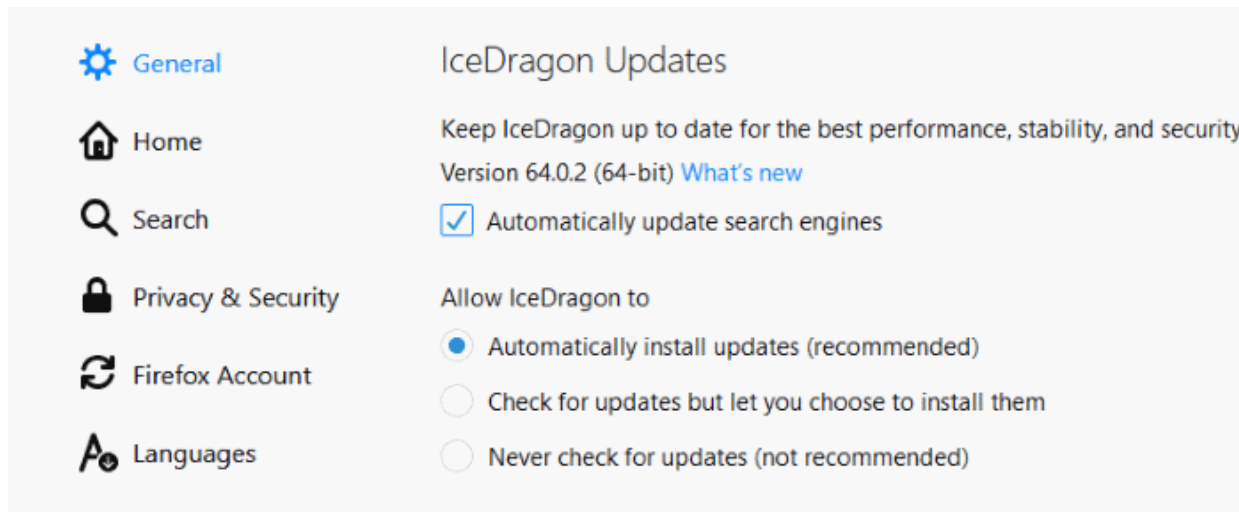 General
Home
Search
Privacy & Security
Firefox Account
Languages
IceDragon Updates
Keep IceDragon up to date for the best performance, stability, and security
Version 64.0.2 (64-bit) What's new
Automatically update search engines
Allow IceDragon to
Automatically install updates (recommended)
Check for updates but let you choose to install them
Never check for updates (not recommended)